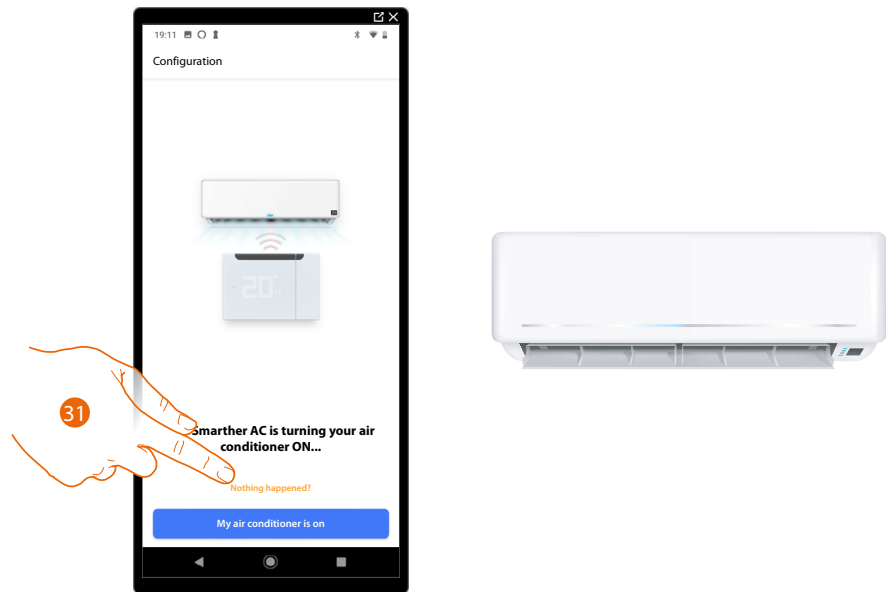 19:11
Configuration
20
31
Smarther AC is turning your air
conditioner ON...
Nothing happened?
My air conditioner is on